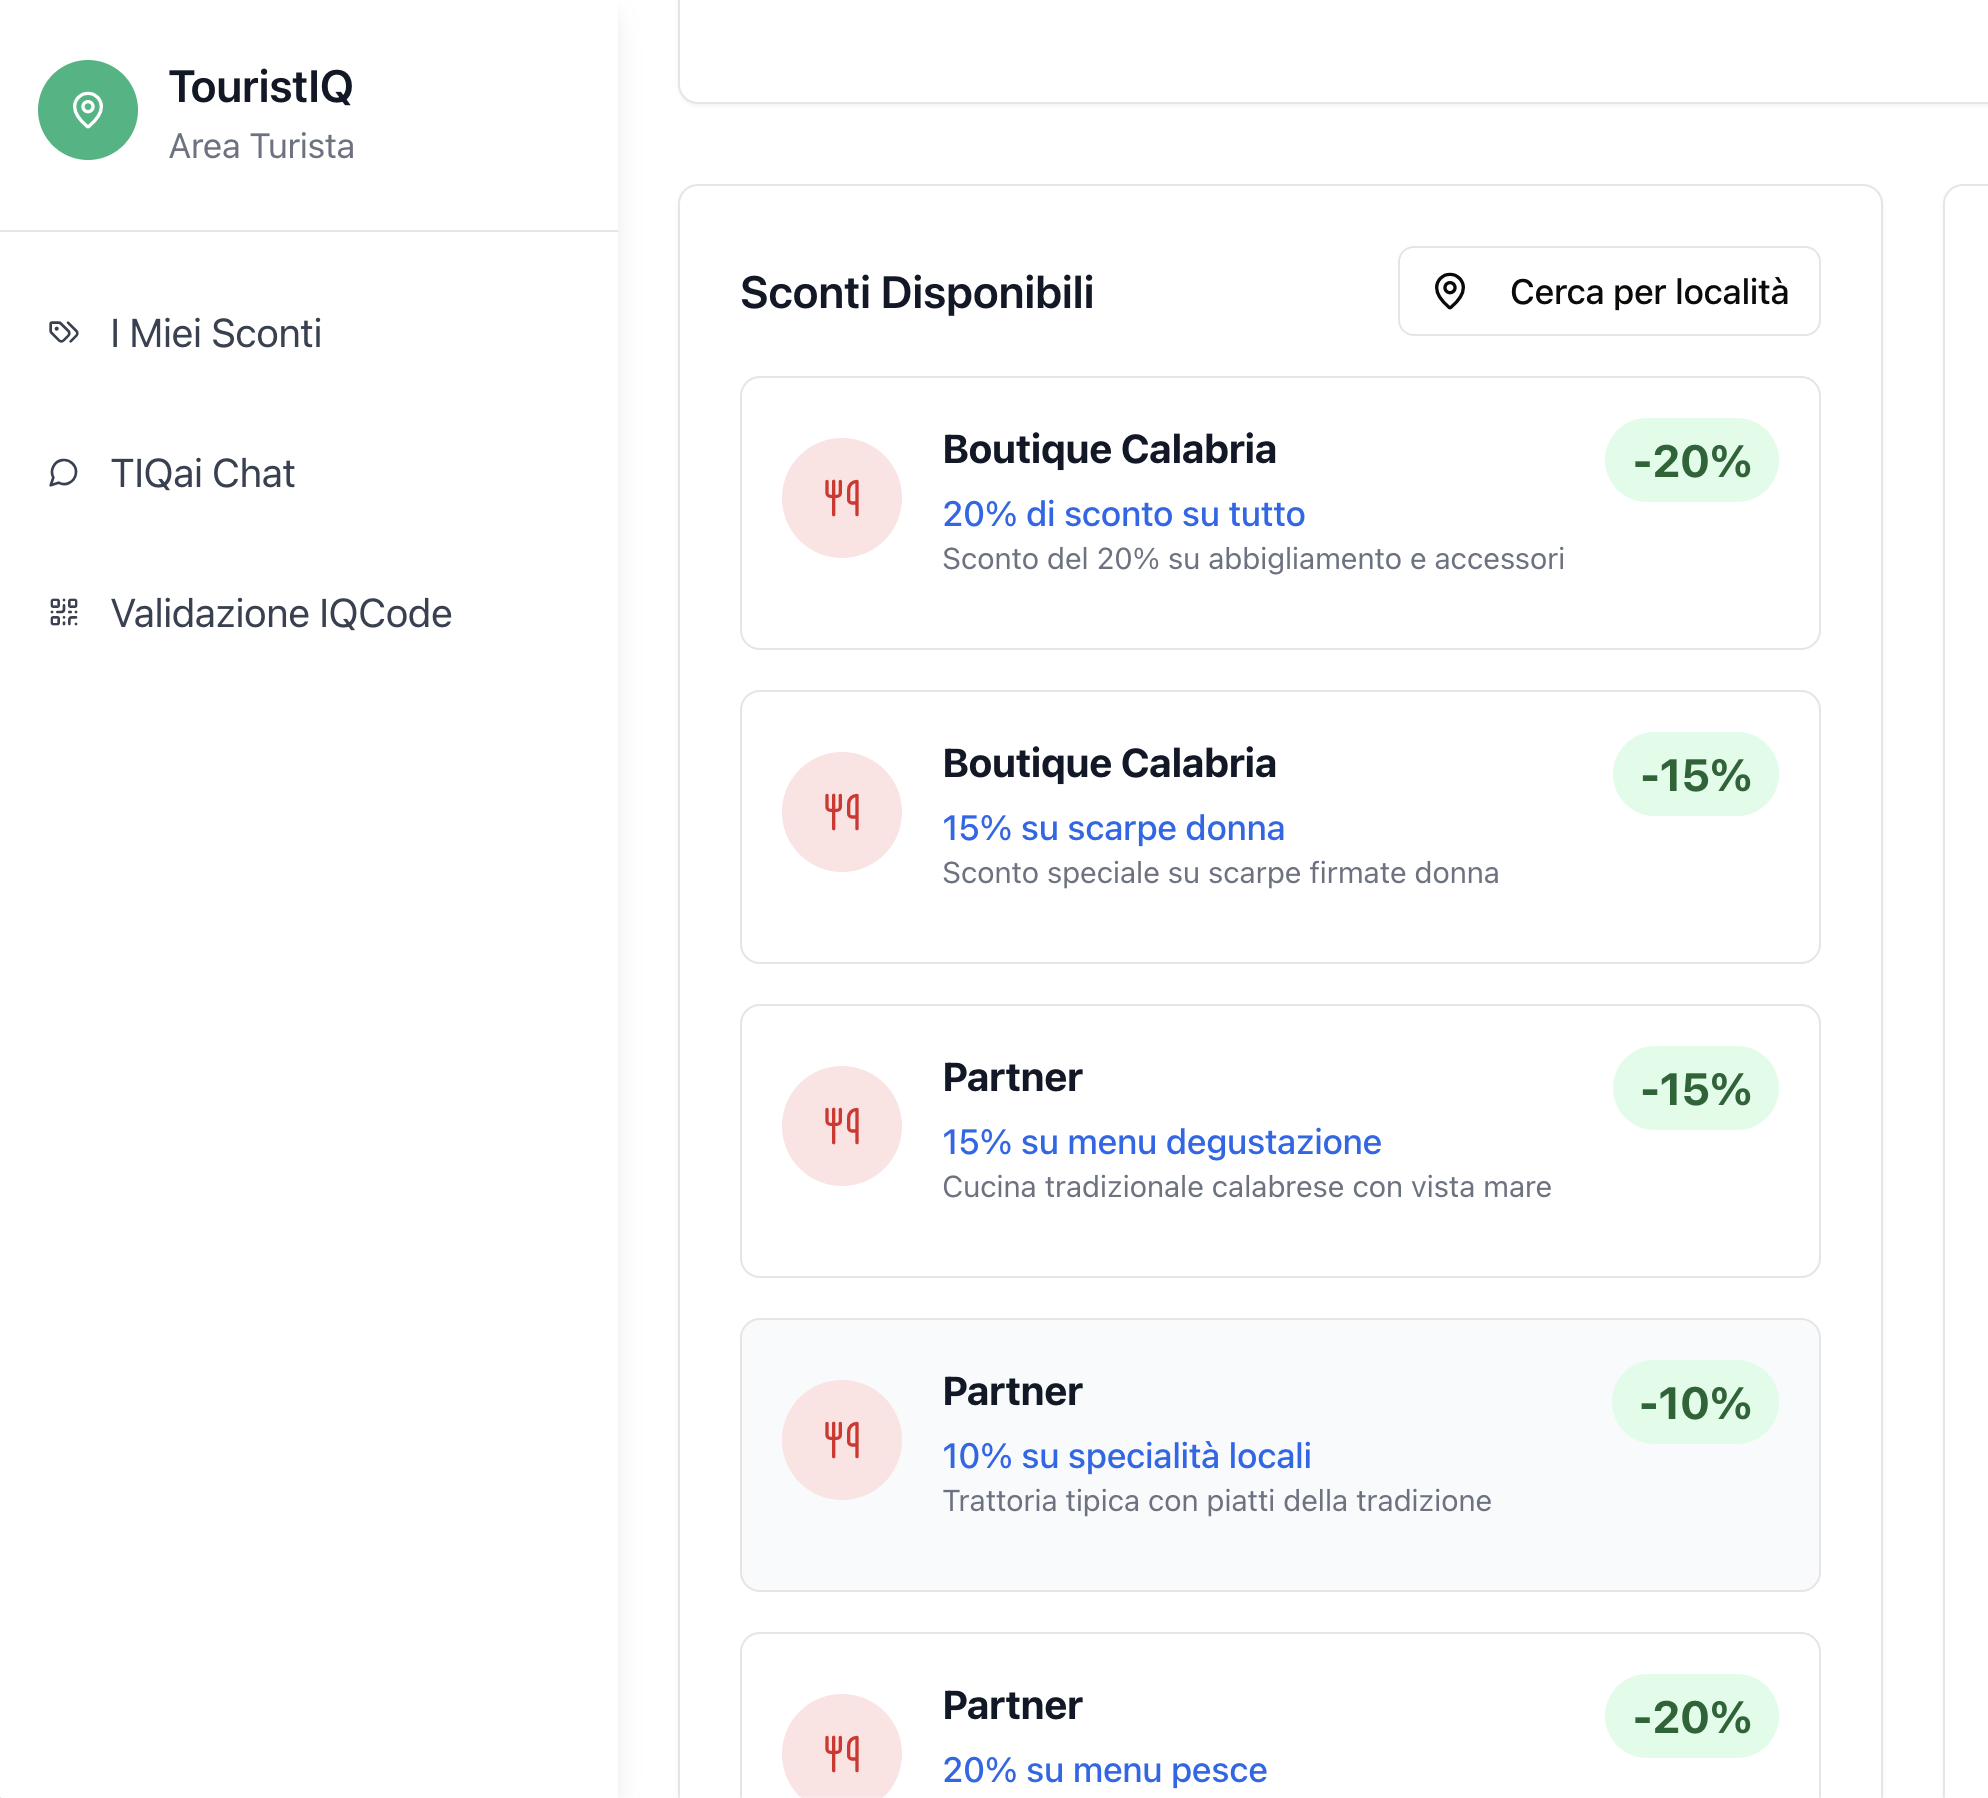 TouristIQ
Area Turista
I Miei Sconti
TIQai Chat
Validazione IQCode
Sconti Disponibili
Cerca per località
Boutique Calabria
-20%
20% di sconto su tutto
Sconto del 20% su abbigliamento e accessori
Boutique Calabria
-15%
15% su scarpe donna
Sconto speciale su scarpe firmate donna
Partner
-15%
15% su menu degustazione
Cucina tradizionale calabrese con vista mare
Partner
-10%
10% su specialità locali
Trattoria tipica con piatti della tradizione
Partner
-20%
20% su menu pesce